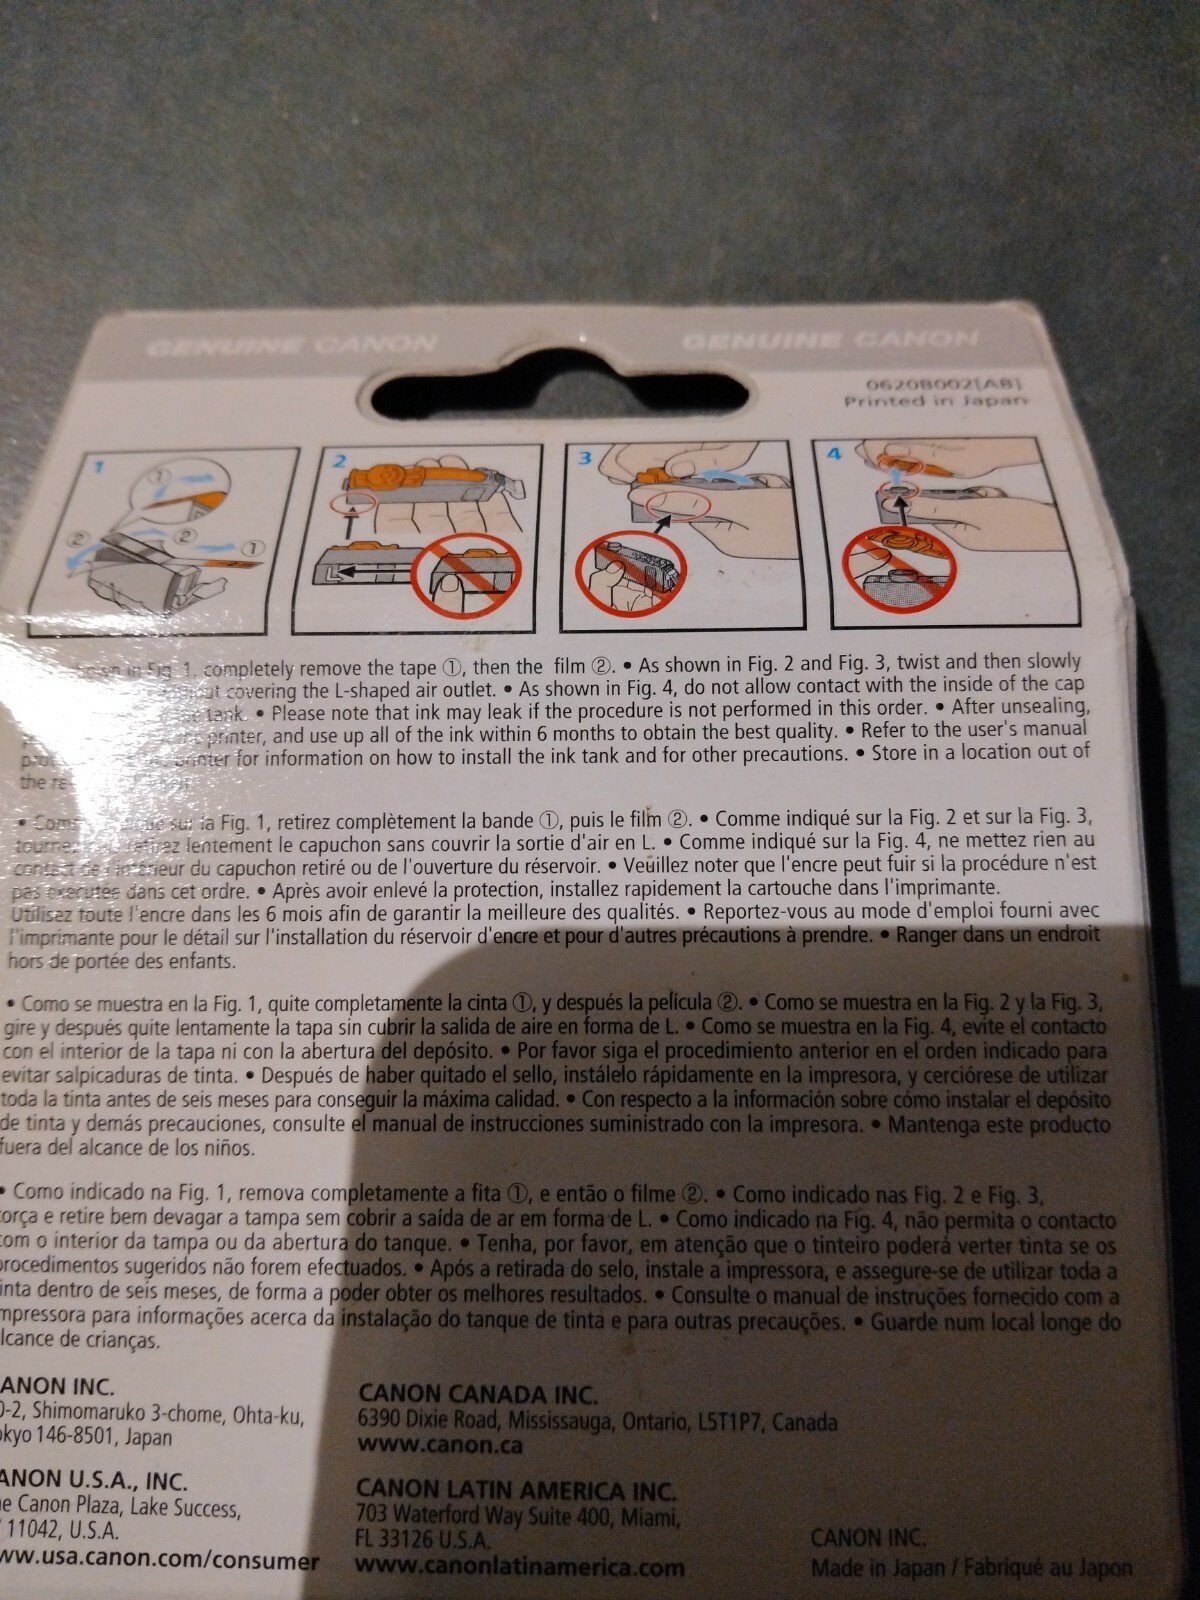 GENUINE CANON GENUINE CANON
0620B002[AB]
Printed in Japan
1 2 3 4
① ② ② ①
in Fig. 1, completely remove the tape ①, then the film ②. • As shown in Fig. 2 and Fig. 3, twist and then slowly
covering the L-shaped air outlet. • As shown in Fig. 4, do not allow contact with the inside of the cap
tank. • Please note that ink may leak if the procedure is not performed in this order. • After unsealing,
printer, and use up all of the ink within 6 months to obtain the best quality. • Refer to the user's manual
printer for information on how to install the ink tank and for other precautions. • Store in a location out of
the
• sur la Fig. 1, retirez complètement la bande ①, puis le film ②. • Comme indiqué sur la Fig. 2 et sur la Fig. 3,
retirez lentement le capuchon sans couvrir la sortie d'air en L. • Comme indiqué sur la Fig. 4, ne mettez rien au
contact de l'intérieur du capuchon retiré ou de l'ouverture du réservoir. • Veuillez noter que l'encre peut fuir si la procédure n'est
pas exécutée dans cet ordre. • Après avoir enlevé la protection, installez rapidement la cartouche dans l'imprimante.
Utilisez toute l'encre dans les 6 mois afin de garantir la meilleure des qualités. • Reportez-vous au mode d'emploi fourni avec
l'imprimante pour le détail sur l'installation du réservoir d'encre et pour d'autres précautions à prendre. • Ranger dans un endroit
hors de portée des enfants.
• Como se muestra en la Fig. 1, quite completamente la cinta ①, y después la película ②. • Como se muestra en la Fig. 2 y la Fig. 3,
gire y después quite lentamente la tapa sin cubrir la salida de aire en forma de L. • Como se muestra en la Fig. 4, evite el contacto
con el interior de la tapa ni con la abertura del depósito. • Por favor siga el procedimiento anterior en el orden indicado para
evitar salpicaduras de tinta. • Después de haber quitado el sello, instálelo rápidamente en la impresora, y cerciórese de utilizar
toda la tinta antes de seis meses para conseguir la máxima calidad. • Con respecto a la información sobre cómo instalar el depósito
de tinta y demás precauciones, consulte el manual de instrucciones suministrado con la impresora. • Mantenga este producto
fuera del alcance de los niños.
• Como indicado na Fig. 1, remova completamente a fita ①, e então o filme ②. • Como indicado nas Fig. 2 e Fig. 3,
orça e retire bem devagar a tampa sem cobrir a saída de ar em forma de L. • Como indicado na Fig. 4, não permita o contacto
com o interior da tampa ou da abertura do tanque. • Tenha, por favor, em atenção que o tinteiro poderá verter tinta se os
procedimentos sugeridos não forem efectuados. • Após a retirada do selo, instale a impressora, e assegure-se de utilizar toda a
inta dentro de seis meses, de forma a poder obter os melhores resultados. • Consulte o manual de instruções fornecido com a
mpressora para informações acerca da instalação do tanque de tinta e para outras precauções. • Guarde num local longe do
lcance de crianças.
ANON INC.
0-2, Shimomaruko 3-chome, Ohta-ku,
okyo 146-8501, Japan
ANON U.S.A., INC.
ne Canon Plaza, Lake Success,
11042, U.S.A.
ww.usa.canon.com/consumer
CANON CANADA INC.
6390 Dixie Road, Mississauga, Ontario, L5T1P7, Canada
www.canon.ca
CANON LATIN AMERICA INC.
703 Waterford Way Suite 400, Miami,
FL 33126 U.S.A.
www.canonlatinamerica.com
CANON INC.
Made in Japan / Fabriqué au Japon